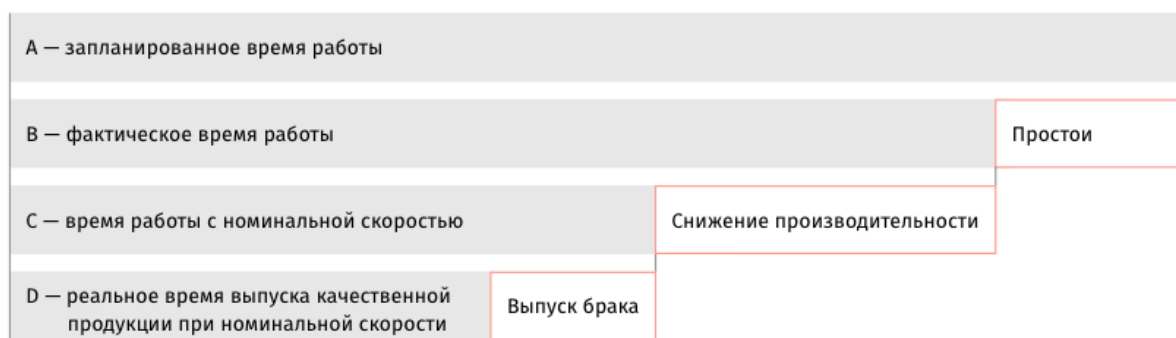 А — запланированное время работы
В — фактическое время работы
Простои
С — время работы с номинальной скоростью
Снижение производительности
D — реальное время выпуска качественной
продукции при номинальной скорости
Выпуск брака